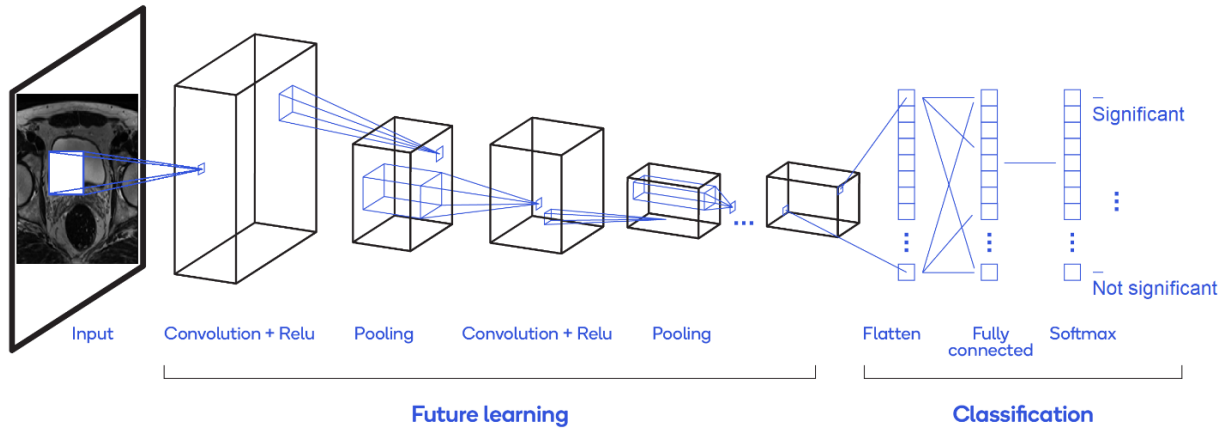 Significant
Not significant
Input
Convolution + Relu
Pooling
Convolution + Relu
Pooling
Flatten
Fully
connected
Softmax
Future learning
Classification